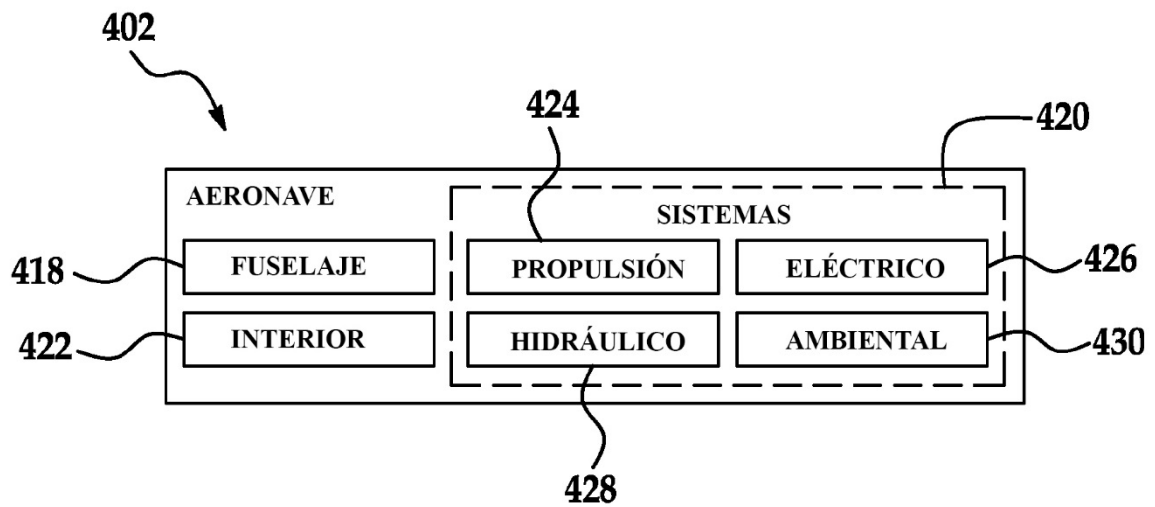 402
424
420
AERONAVE
SISTEMAS
418
FUSELAJE
PROPULSIÓN
ELÉCTRICO
426
422
INTERIOR
HIDRÁULICO
AMBIENTAL
430
428